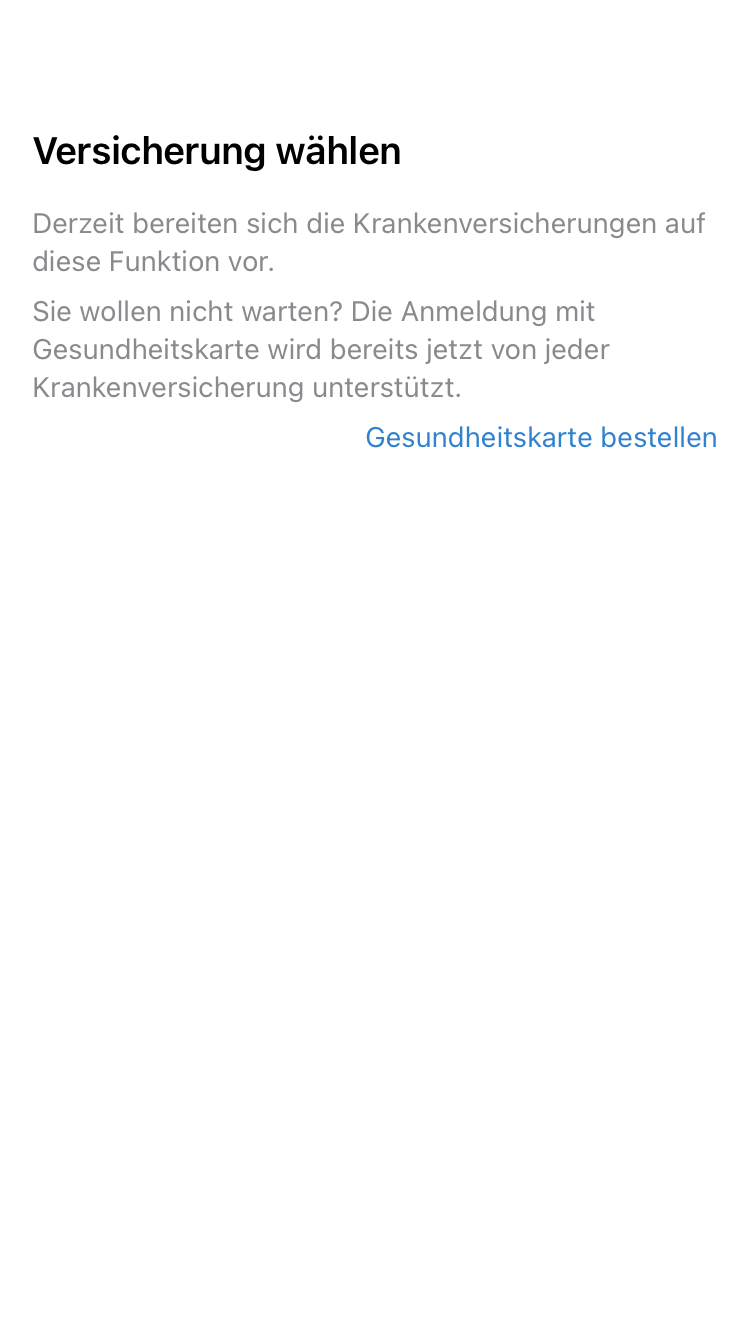 Versicherung wählen
Derzeit bereiten sich die Krankenversicherungen auf
diese Funktion vor.
Sie wollen nicht warten? Die Anmeldung mit
Gesundheitskarte wird bereits jetzt von jeder
Krankenversicherung unterstützt.
Gesundheitskarte bestellen